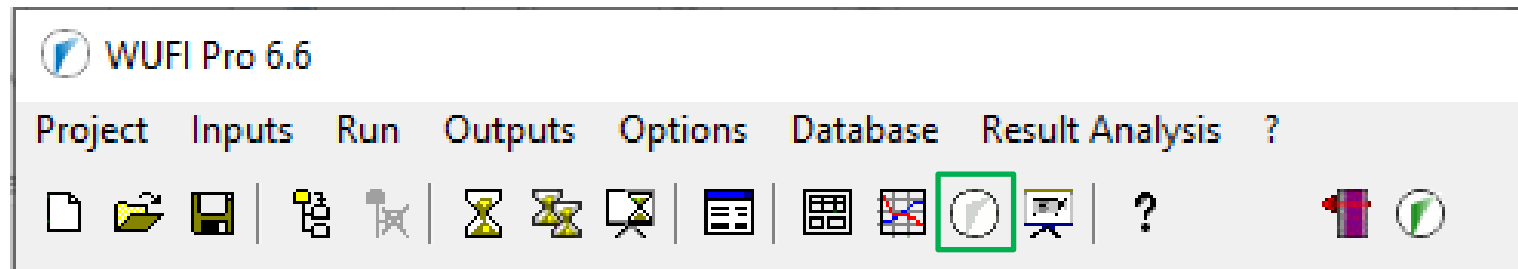 WUFI Pro 6.6
Project Inputs Run Outputs Options Database Result Analysis ?
?